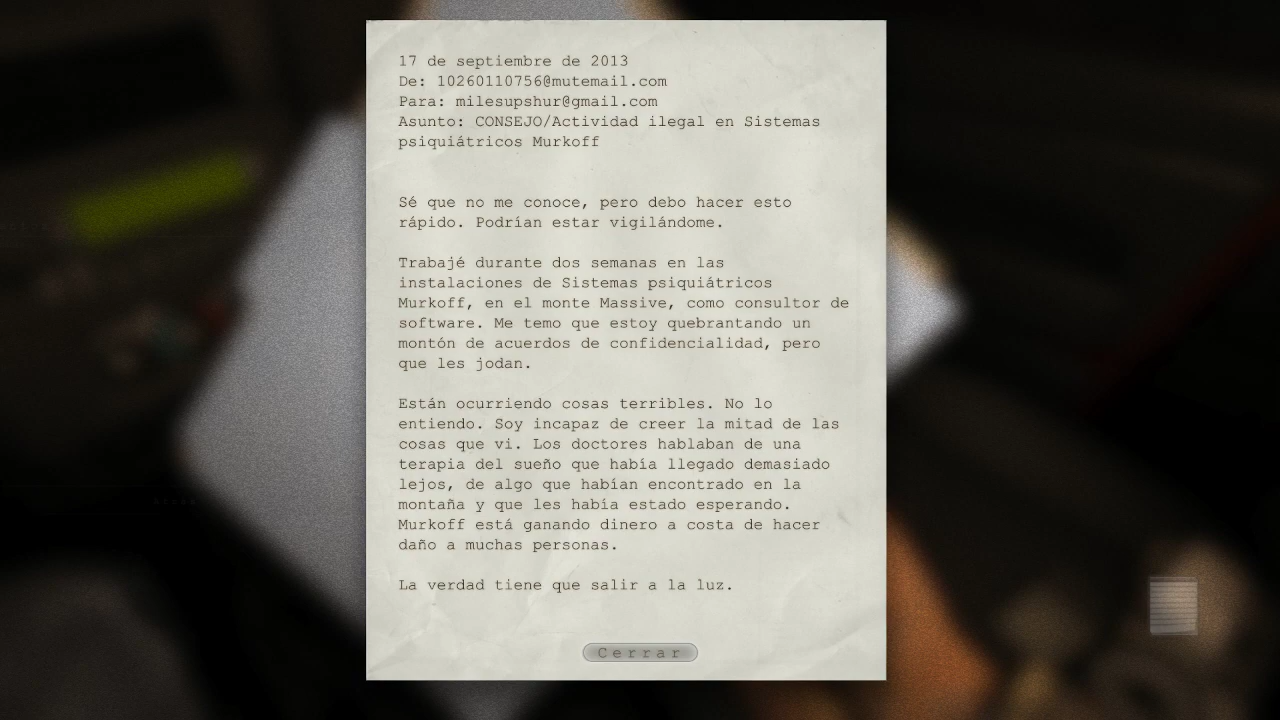 17 de septiembre de 2013
De: 10260110756@mutemail.com
Para: milesupshur@gmail.com
Asunto: CONSEJO/Actividad ilegal en Sistemas
psiquiátricos Murkoff
Sé que no me conoce, pero debo hacer esto
rápido. Podrían estar vigilándome.
Trabajé durante dos semanas en las
instalaciones de Sistemas psiquiátricos
Murkoff, en el monte Massive, como consultor de
software. Me temo que estoy quebrantando un
montón de acuerdos de confidencialidad, pero
que les jodan.
Están ocurriendo cosas terribles. No lo
entiendo. Soy incapaz de creer la mitad de las
cosas que vi. Los doctores hablaban de una
terapia del sueño que había llegado demasiado
lejos, de algo que habían encontrado en la
montaña y que les había estado esperando.
Murkoff está ganando dinero a costa de hacer
daño a muchas personas.
La verdad tiene que salir a la luz.
Cerrar